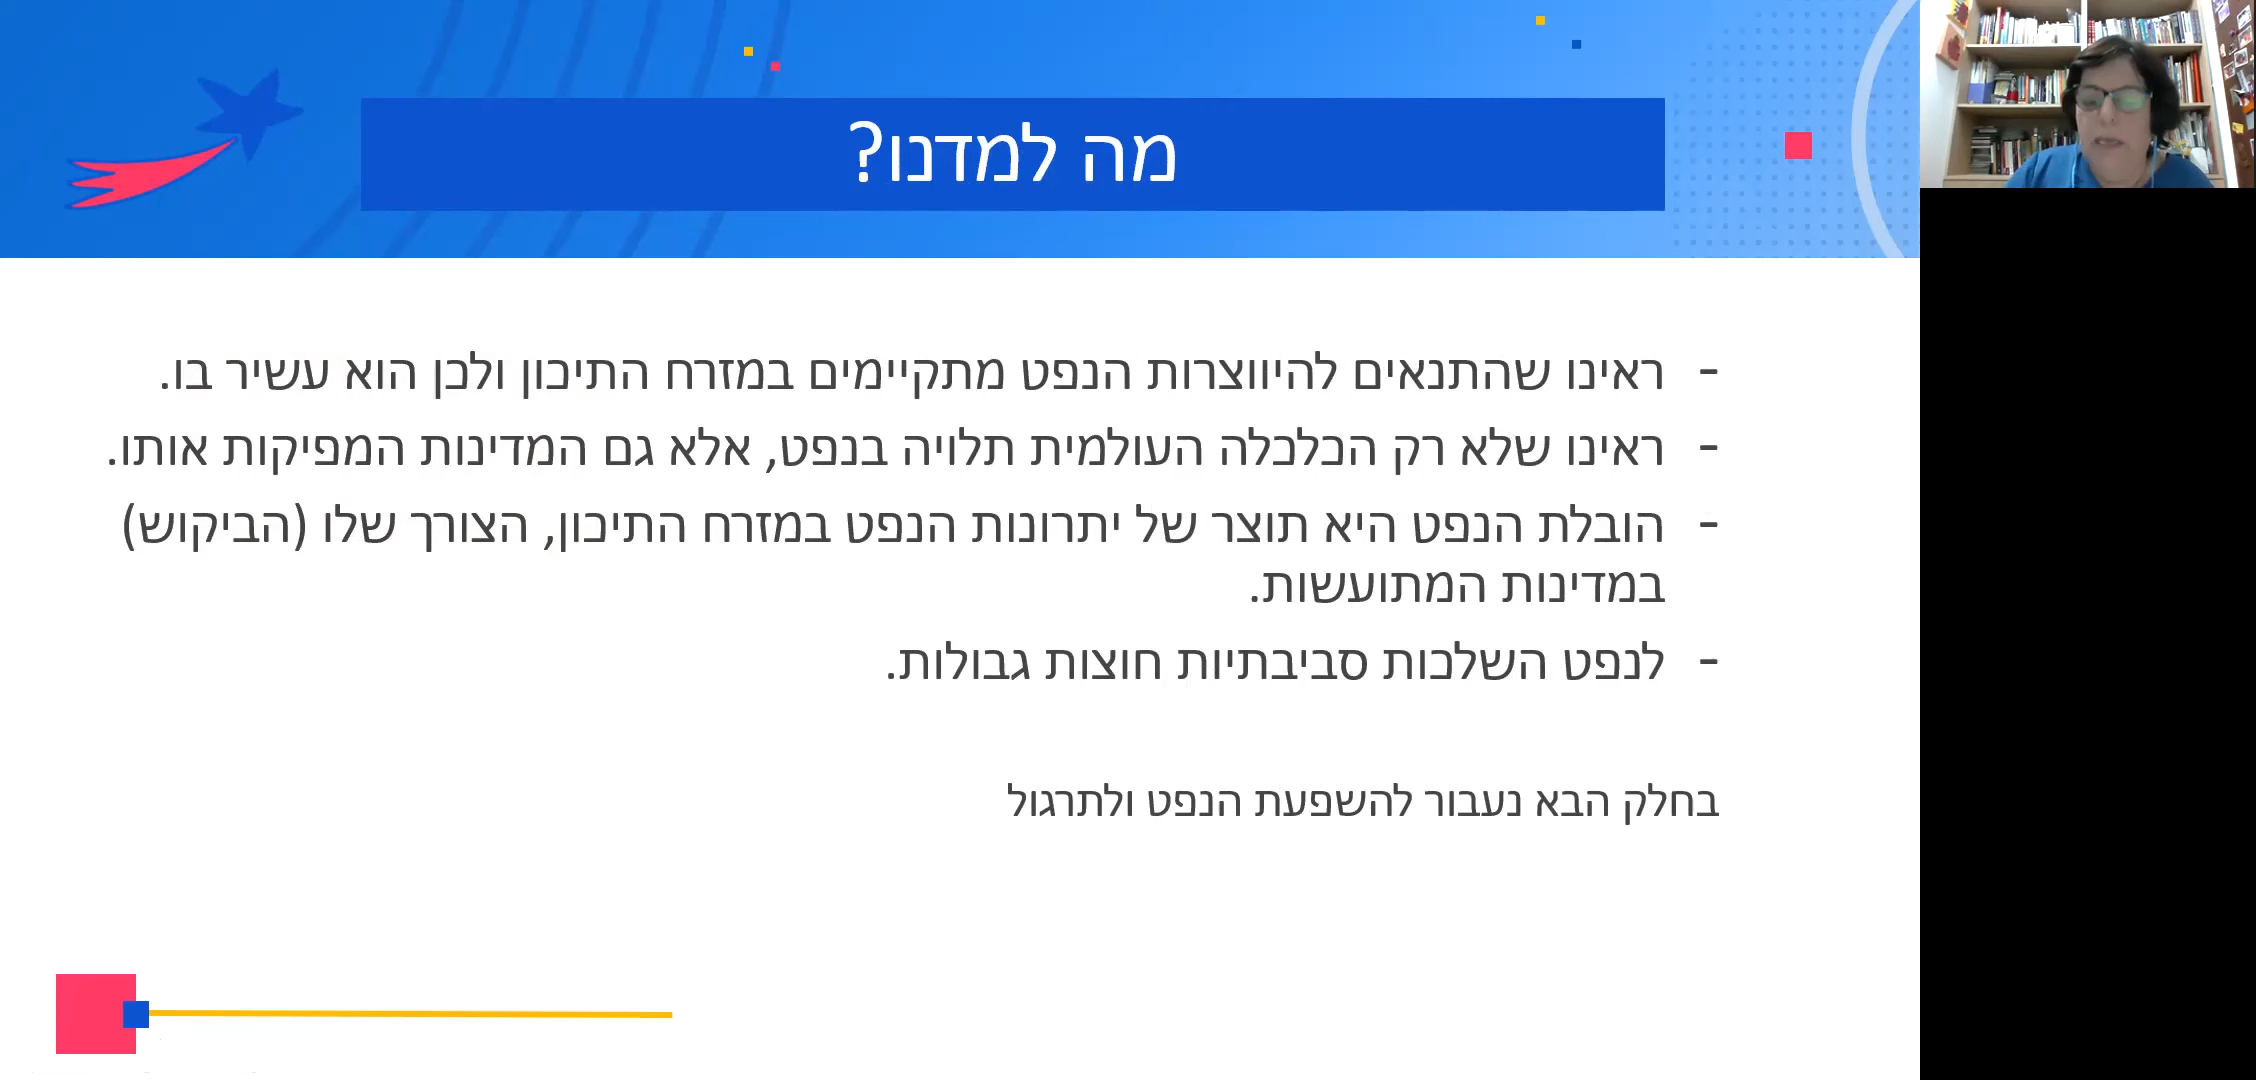 מה למדנו?
- ראינו שהתנאים להיווצרות הנפט מתקיימים במזרח התיכון ולכן הוא עשיר בו.
- ראינו שלא רק הכלכלה העולמית תלויה בנפט, אלא גם המדינות המפיקות אותו.
- הובלת הנפט היא תוצר של יתרונות הנפט במזרח התיכון, הצורך שלו (הביקוש)
במדינות המתועשות.
- לנפט השלכות סביבתיות חוצות גבולות.
בחלק הבא נעבור להשפעת הנפט ולתרגול